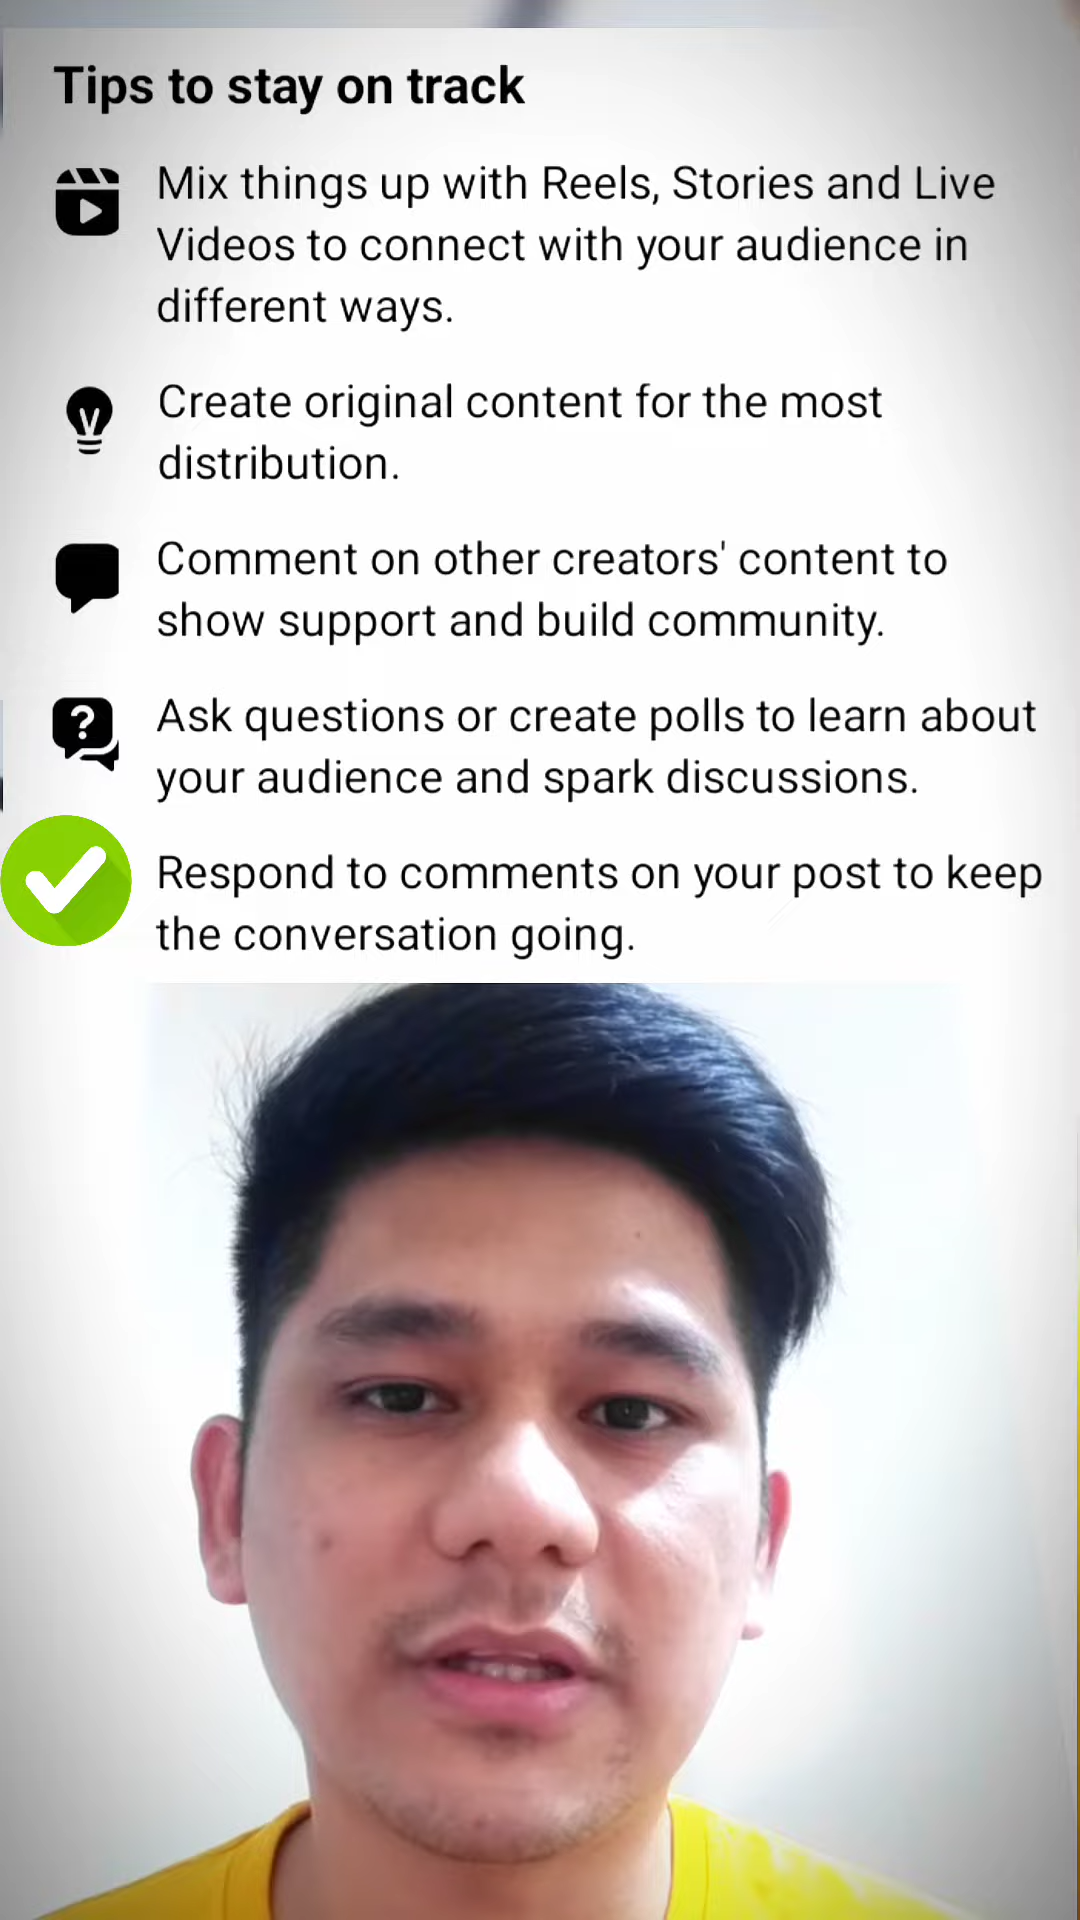 Tips to stay on track
Mix things up with Reels, Stories and Live
Videos to connect with your audience in
different ways.
Create original content for the most
distribution.
Comment on other creators' content to
show support and build community.
?
Ask questions or create polls to learn about
your audience and spark discussions.
Respond to comments on your post to keep
the conversation going.